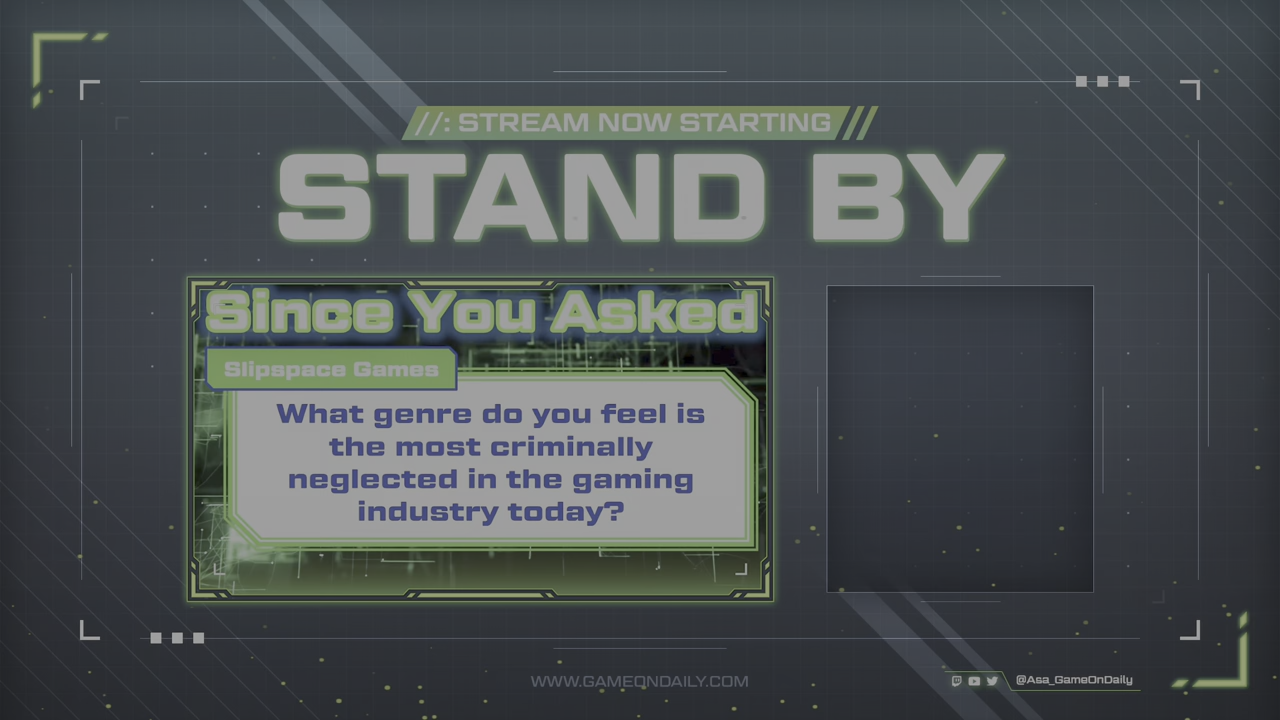 //: STREAM NOW STARTING
STAND BY
Since You Asked
Slipspace Games
What genre do you feel is
the most criminally
neglected in the gaming
industry today?
WWW.GAMEONDAILY.COM
@Asa_GameOnDaily